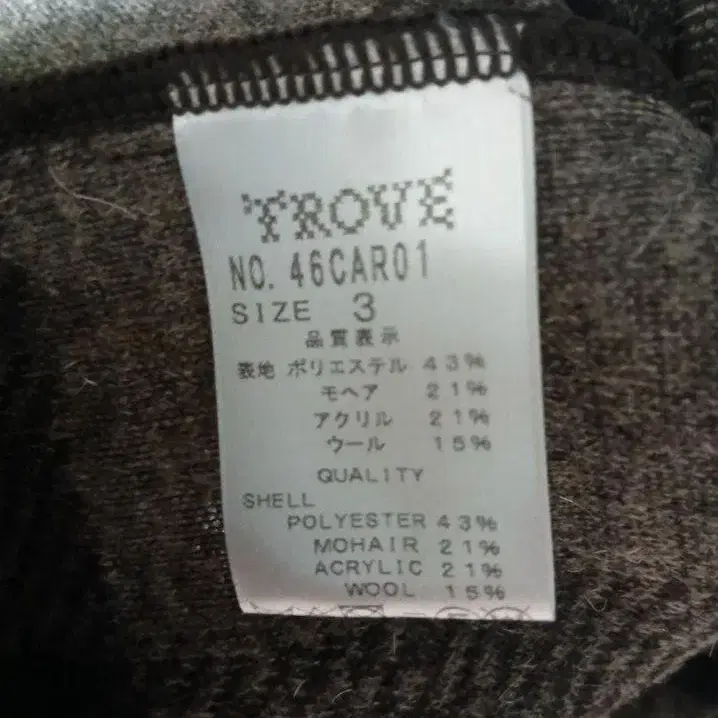 TROVE
NO. 46CAR01
SIZE 3
品質表示
表地 ポリエステル 43%
モヘア 21%
アクリル 21%
ウール 15%
QUALITY
SHELL
POLYESTER 43%
MOHAIR 21%
ACRYLIC 21%
WOOL 15%